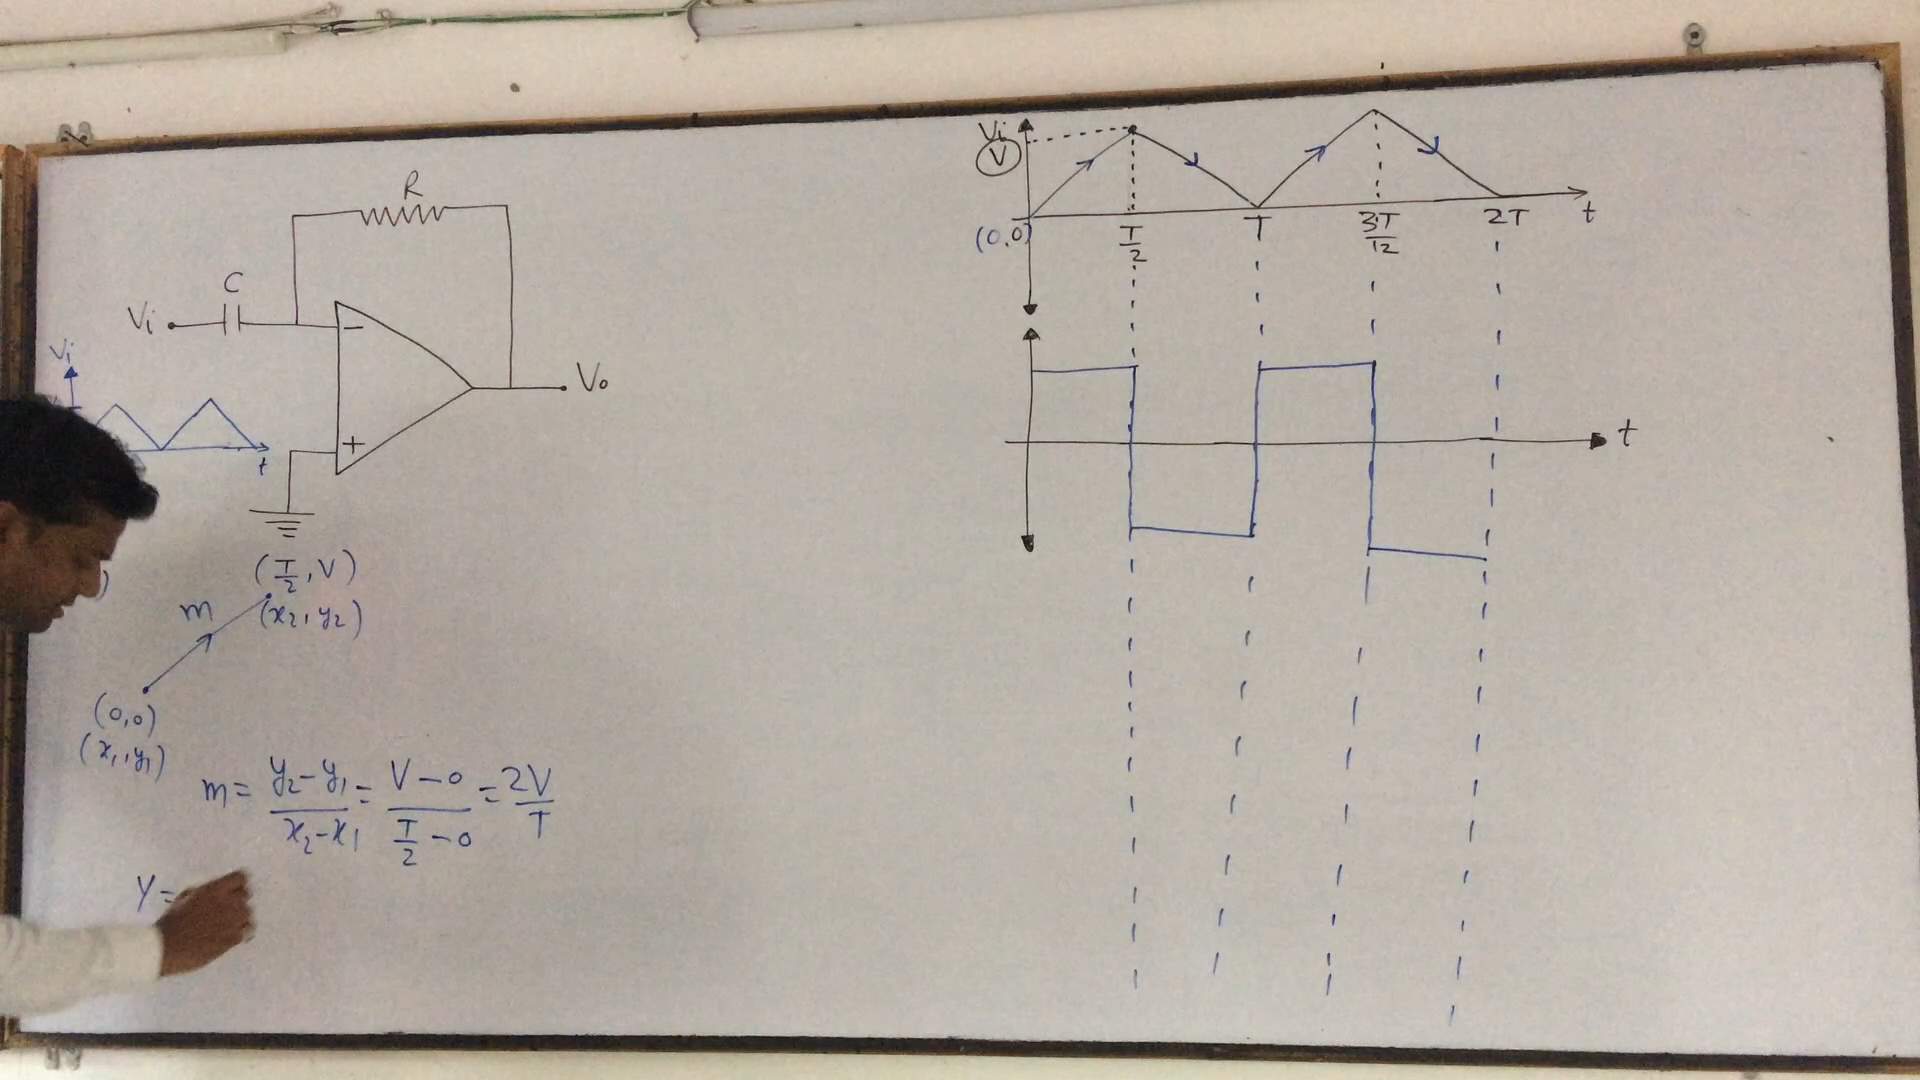 R
C
Vi
−
+
Vo
Vi
t
(T/2, V)
(x2, y2)
m
(0,0)
(x1, y1)
m = y2−y1/x2−x1 = V−0/T/2−0 = 2V/T
Y=
Vi
V
(0,0)
T/2
T
3T/12
2T
t
t